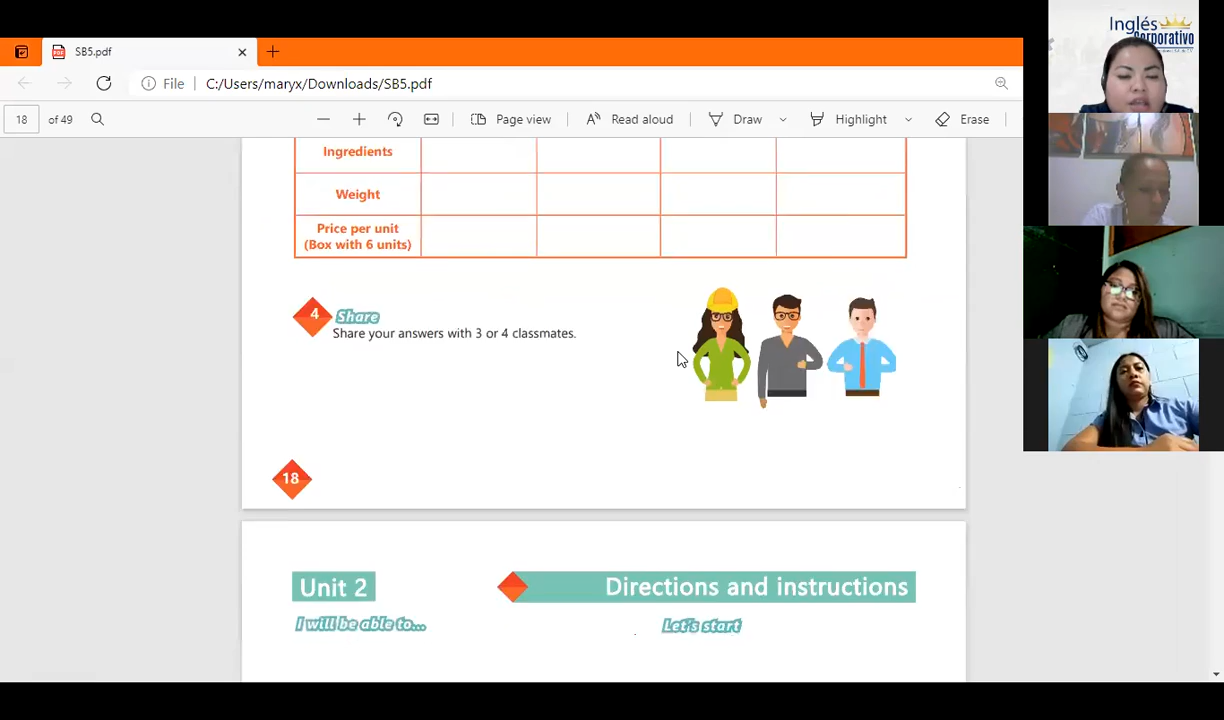 SB5.pdf
File C:/Users/maryx/Downloads/SB5.pdf
18 of 49 Page view Read aloud Draw Highlight Erase
Inglés
Corporativo
Ingredients
Weight
Price per unit
(Box with 6 units)
4 Share
Share your answers with 3 or 4 classmates.
18
Unit 2 Directions and instructions
I will be able to... Let's start